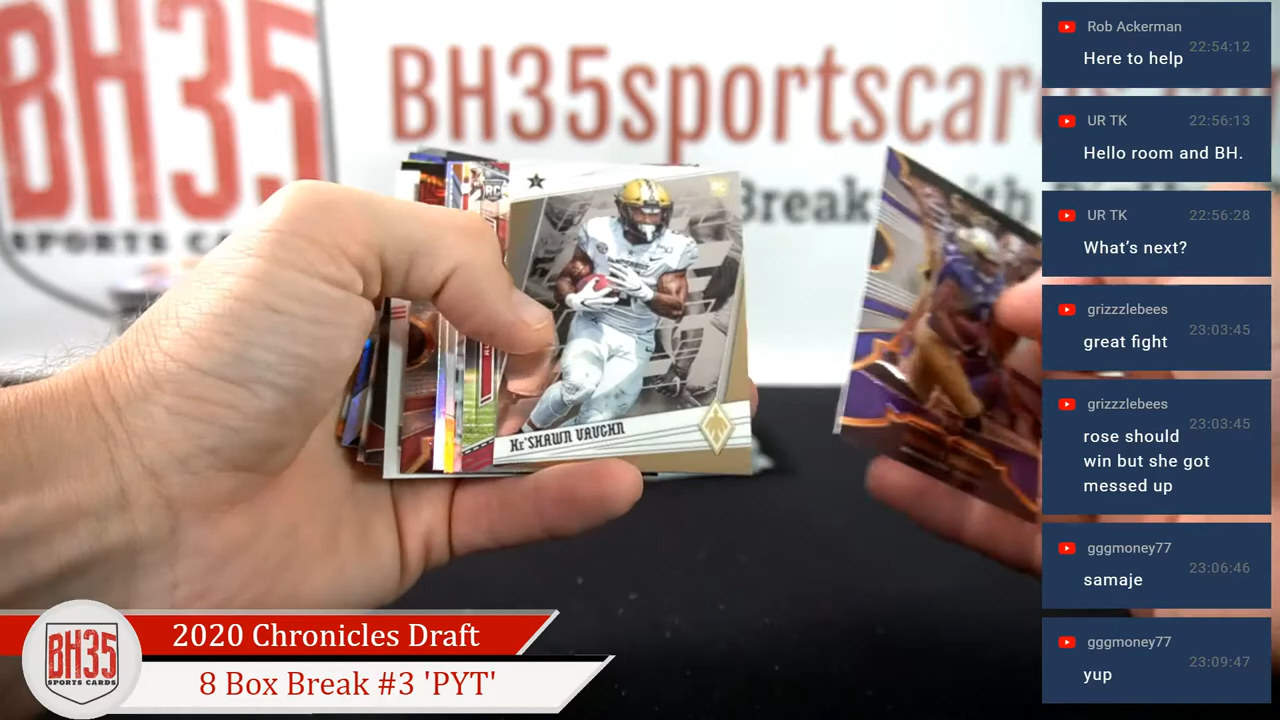 BH35
SPORTS CA
BH35sportscar
Break
RC
KE'SHAWN VAUGHN
Rob Ackerman
22:54:12
Here to help
UR TK
22:56:13
Hello room and BH.
UR TK
22:56:28
What's next?
grizzzlebees
23:03:45
great fight
grizzzlebees
23:03:45
rose should
win but she got
messed up
gggmoney77
23:06:46
samaje
gggmoney77
23:09:47
yup
BH35
SPORTS CARDS
2020 Chronicles Draft
8 Box Break #3 'PYT'